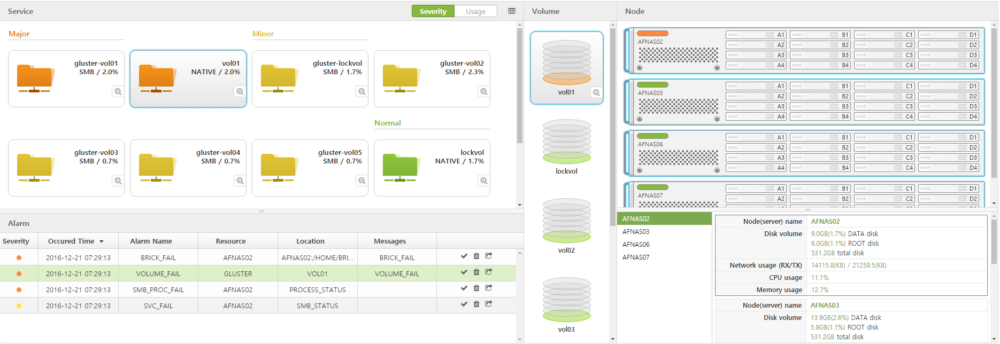 Service
Severity
Usage
Major
Minor
gluster-vol01
SMB / 2.0%
vol01
NATIVE / 2.0%
gluster-lockvol
SMB / 1.7%
gluster-vol02
SMB / 2.3%
Normal
gluster-vol03
SMB / 0.7%
gluster-vol04
SMB / 0.7%
gluster-vol05
SMB / 0.7%
lockvol
NATIVE / 1.7%
Alarm
Severity Occured Time Alarm Name Resource Location Messages
2016-12-21 07:29:13 BRICK_FAIL AFNAS02 AFNAS02:/HOME/BRI... BRICK_FAIL
2016-12-21 07:29:13 VOLUME_FAIL GLUSTER VOL01 VOLUME_FAIL
2016-12-21 07:29:13 SMB_PROC_FAIL AFNAS02 PROCESS_STATUS
2016-12-21 07:29:13 SVC_FAIL AFNAS02 SMB_STATUS
Volume
vol01
lockvol
vol02
vol03
Node
AFNAS02
A1 B1 C1 D1
A2 B2 C2 D2
A3 B3 C3 D3
A4 B4 C4 D4
AFNAS03
A1 B1 C1 D1
A2 B2 C2 D2
A3 B3 C3 D3
A4 B4 C4 D4
AFNAS06
A1 B1 C1 D1
A2 B2 C2 D2
A3 B3 C3 D3
A4 B4 C4 D4
AFNAS07
A1 B1 C1 D1
A2 B2 C2 D2
AFNAS02
AFNAS03
AFNAS06
AFNAS07
Node(server) name AFNAS02
Disk volume 9.0GB(1.7%) DATA disk
6.0GB(1.1%) ROOT disk
531.2GB total disk
Network usage (RX/TX) 14115.8(KB) / 21259.5(KB)
CPU usage 11.1%
Memory usage 12.7%
Node(server) name AFNAS03
Disk volume 13.9GB(2.6%) DATA disk
5.8GB(1.1%) ROOT disk
531.2GB total disk